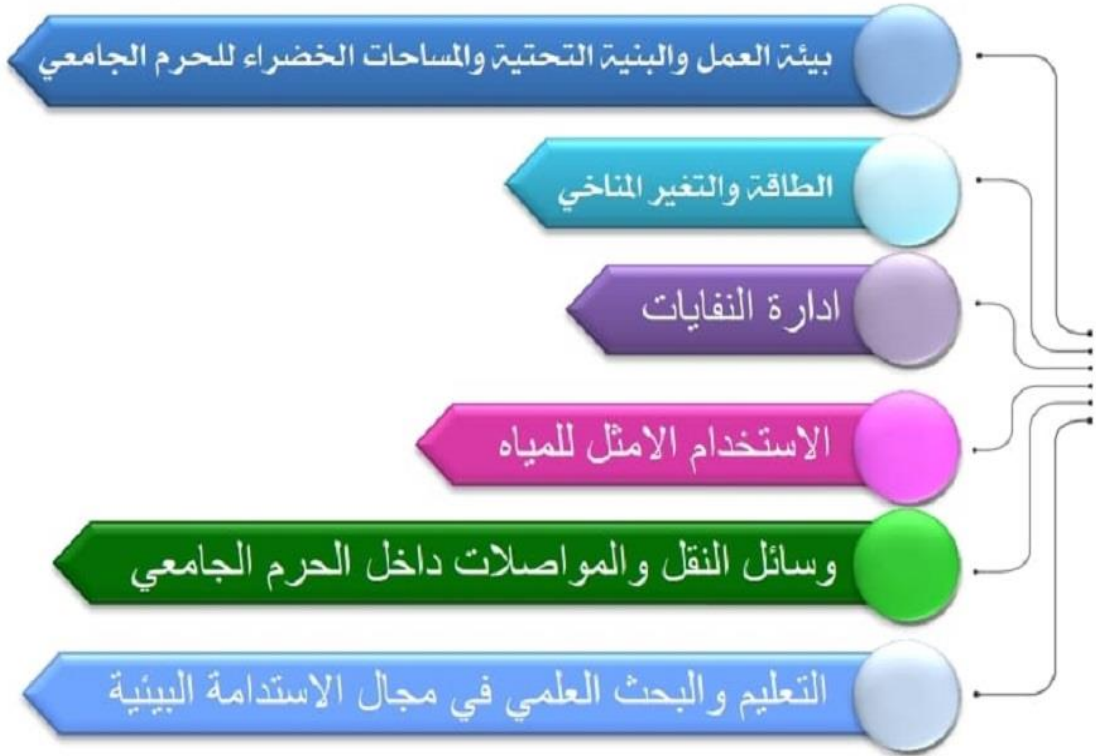 بيئة العمل والبنية التحتية والمساحات الخضراء للحرم الجامعي
الطاقة والتغير المناخي
ادارة النفايات
الاستخدام الامثل للمياه
وسائل النقل والمواصلات داخل الحرم الجامعي
التعليم والبحث العلمي في مجال الاستدامة البيئية